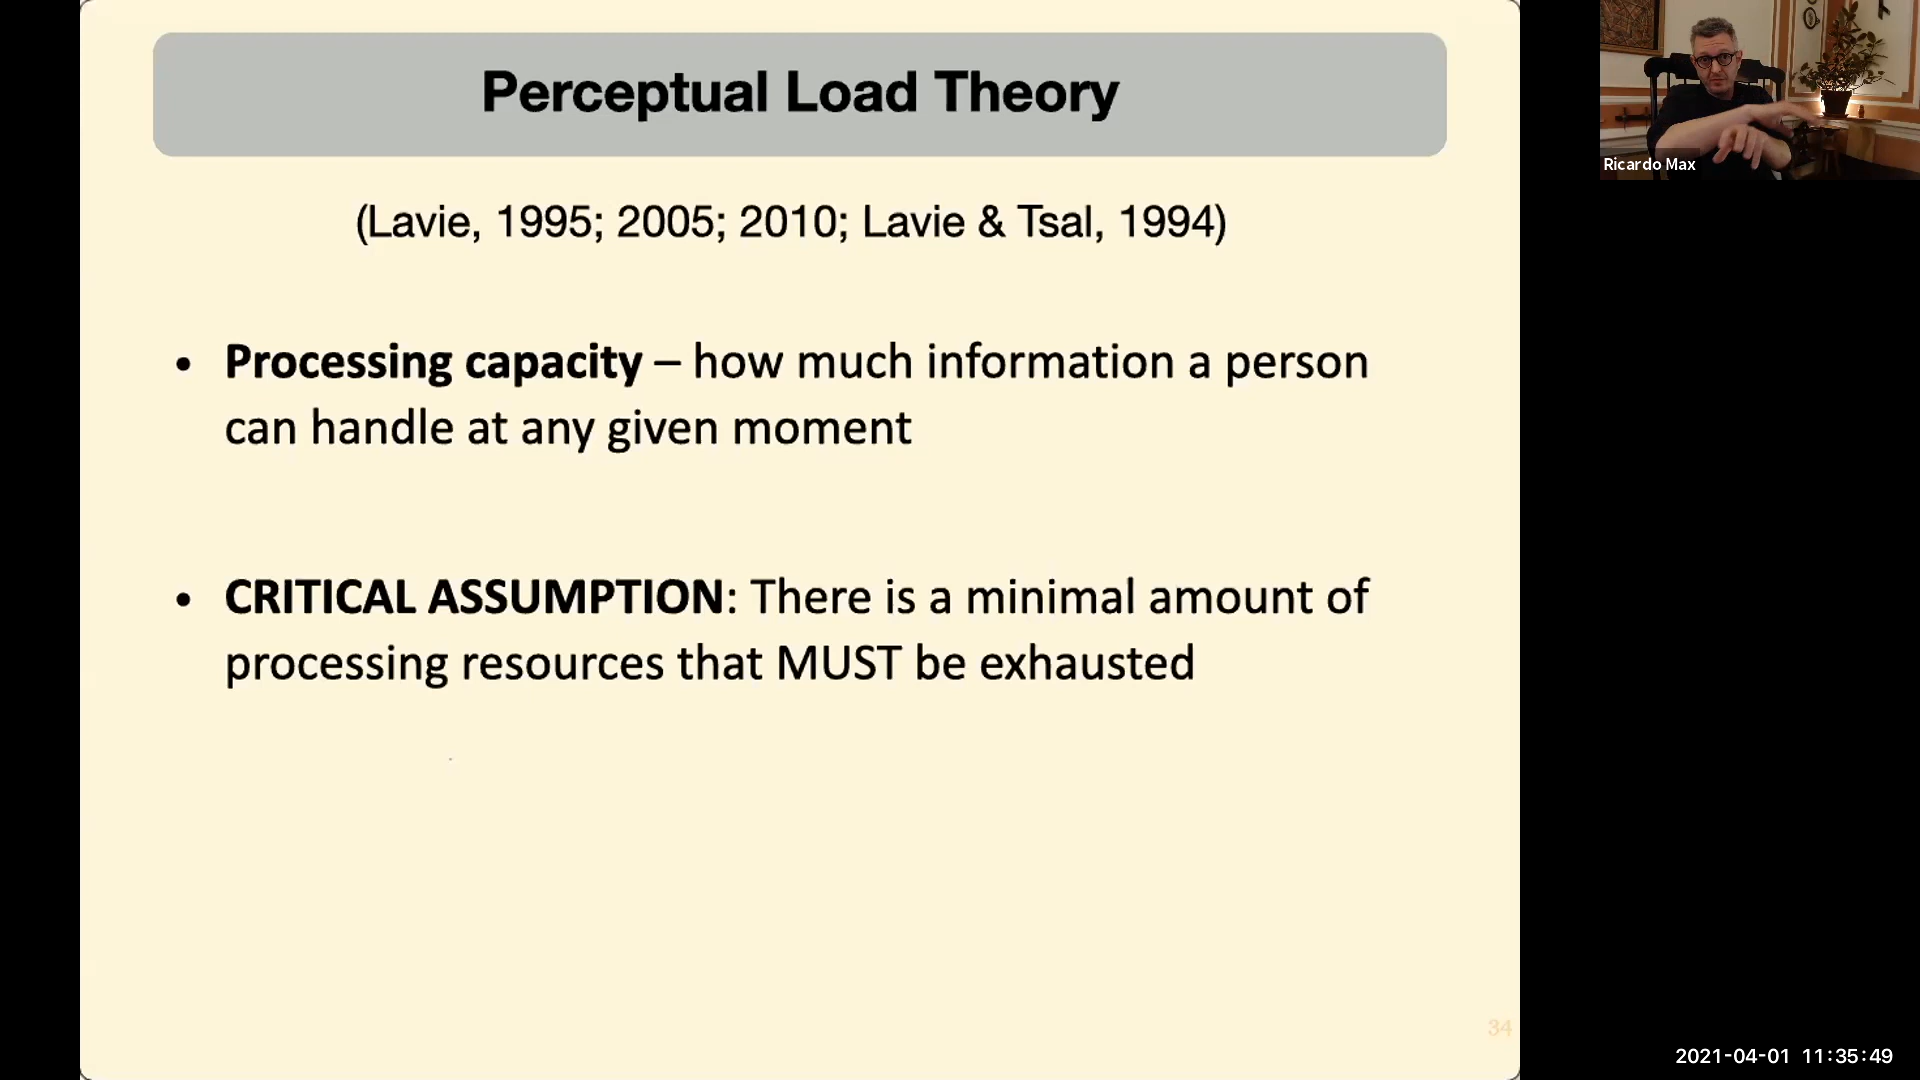 Perceptual Load Theory
(Lavie, 1995; 2005; 2010; Lavie & Tsal, 1994)
• Processing capacity – how much information a person
can handle at any given moment
• CRITICAL ASSUMPTION: There is a minimal amount of
processing resources that MUST be exhausted
34
Ricardo Max
2021-04-01 11:35:49